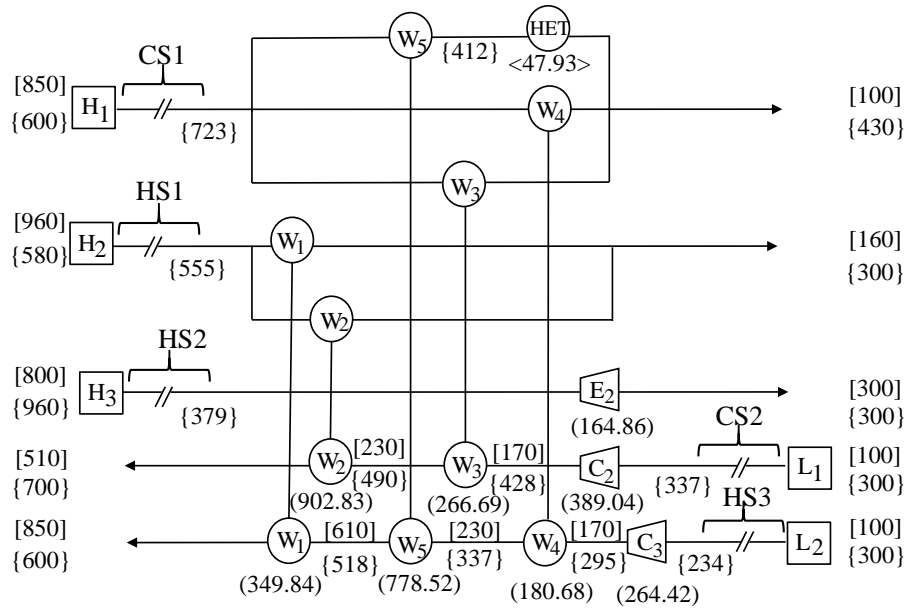 W5 HET
{412} <47.93>
CS1
[850] [100]
{600} H1 {723} W4 {430}
W3
HS1
[960] [160]
{580} H2 {555} W1 {300}
W2
HS2
[800] [300]
{960} H3 {379} E2 {300}
(164.86) CS2
[510] W2 [230] W3 [170] C2 L1 [100]
{700} {490} {428} {337} {300}
(902.83) (266.69) (389.04) HS3
[850] W1 [610] W5 [230] W4 [170] C3 L2 [100]
{600} {518} {337} {295} {234} {300}
(349.84) (778.52) (180.68) (264.42)